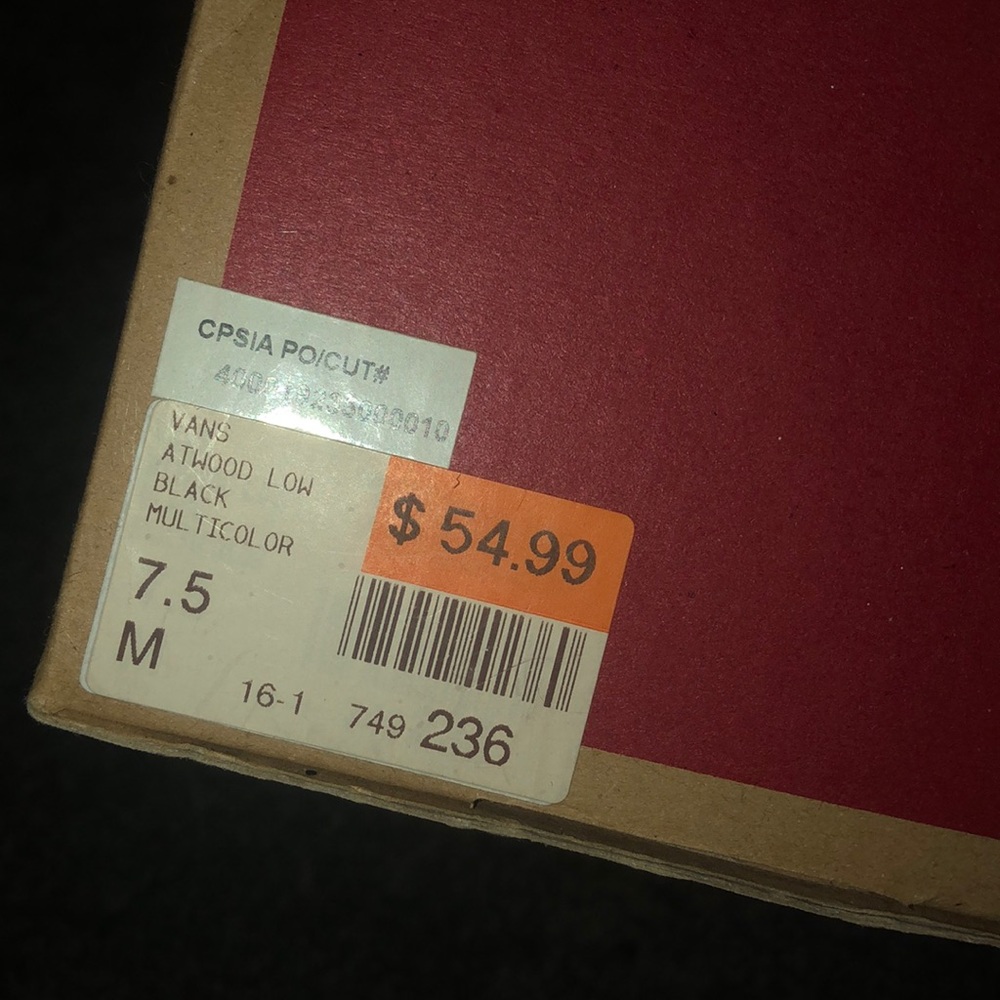 CPSIA PO/CUT#
VANS
ATWOOD LOW
BLACK
MULTICOLOR
$ 54.99
7.5
M
16-1 749 236